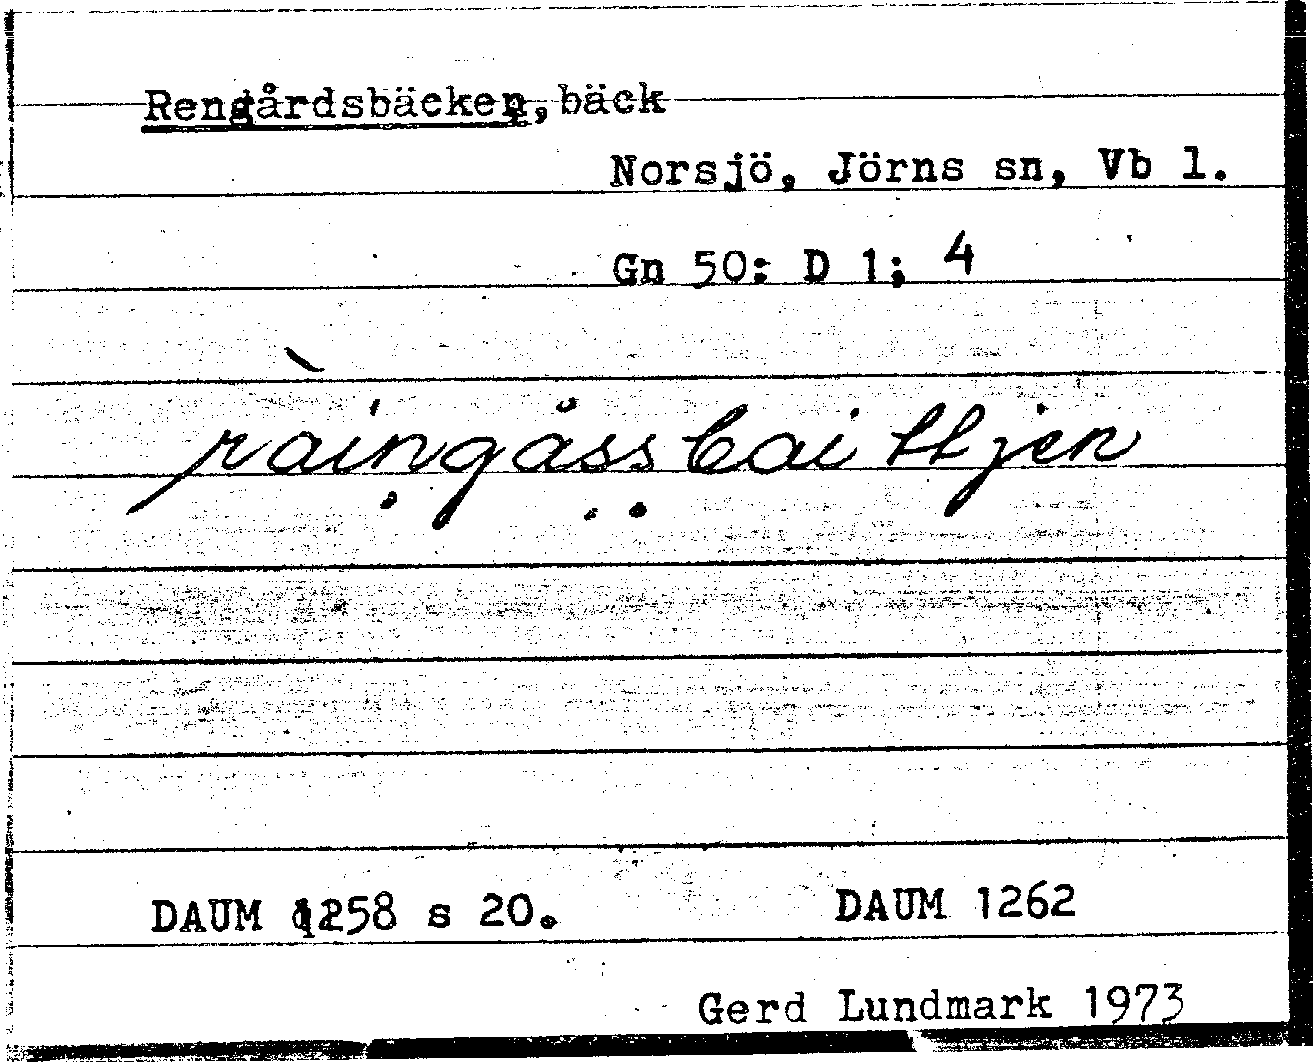 Rengårdsbäcken, bäck
Norsjö, Jörns sn, Vb l.
Gn 50: D 1; 4
ràingåssbaittjen
DAUM 1258 s 20. DAUM 1262
Gerd Lundmark 1973